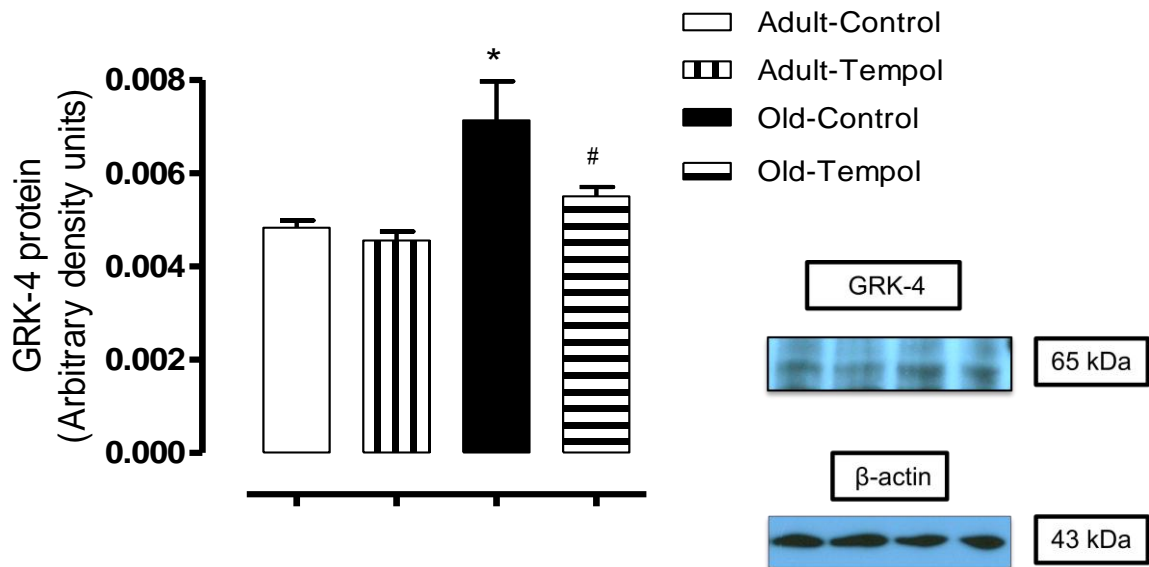 Adult-Control
Adult-Tempol
Old-Control
Old-Tempol
GRK-4 protein
(Arbitrary density units)
0.008
0.006
0.004
0.002
0.000
*
#
GRK-4
65 kDa
β-actin
43 kDa